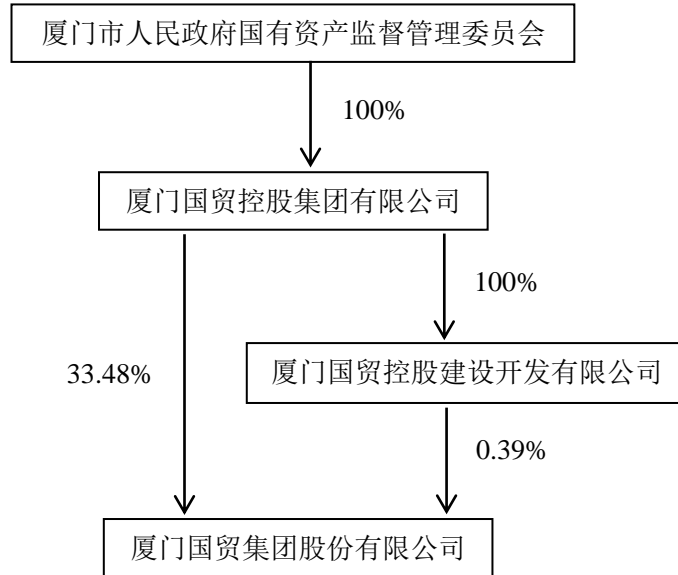 厦门市人民政府国有资产监督管理委员会
100%
厦门国贸控股集团有限公司
100%
33.48%
厦门国贸控股建设开发有限公司
0.39%
厦门国贸集团股份有限公司